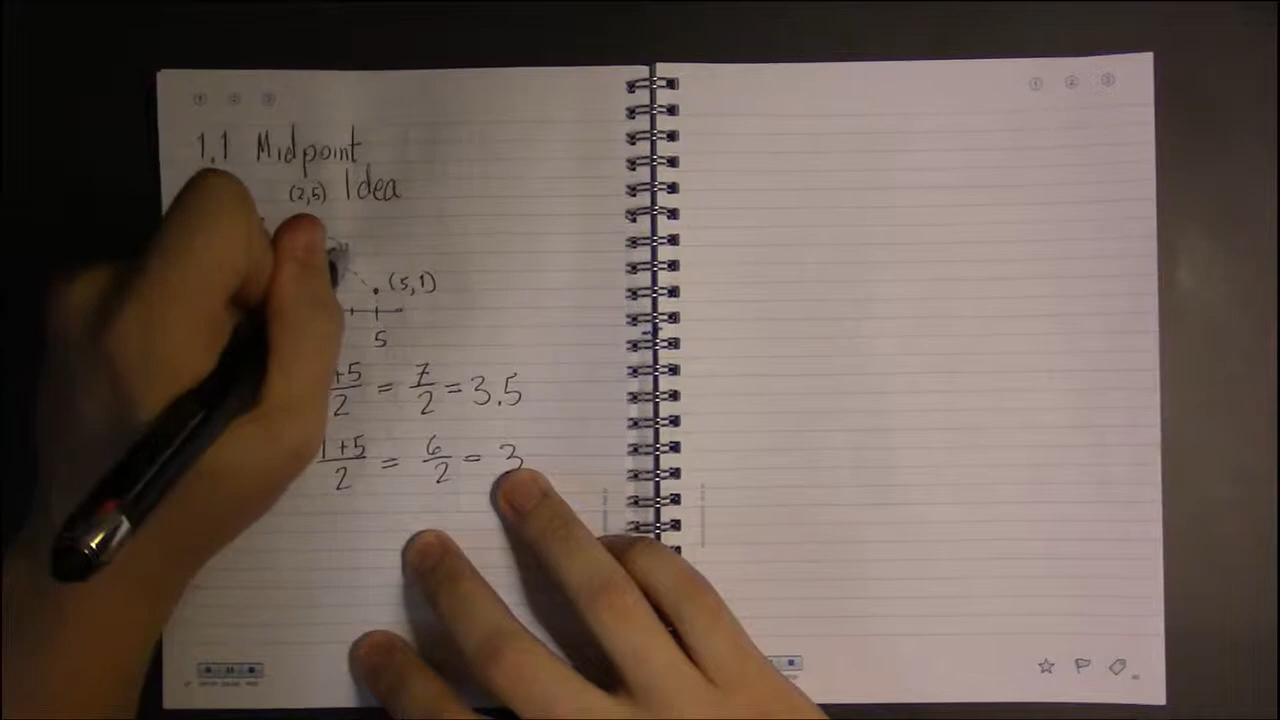 1.1 Midpoint
(2,5) Idea
(5,1)
5
+5/2 = 7/2 = 3.5
1+5/2 = 6/2 = 3